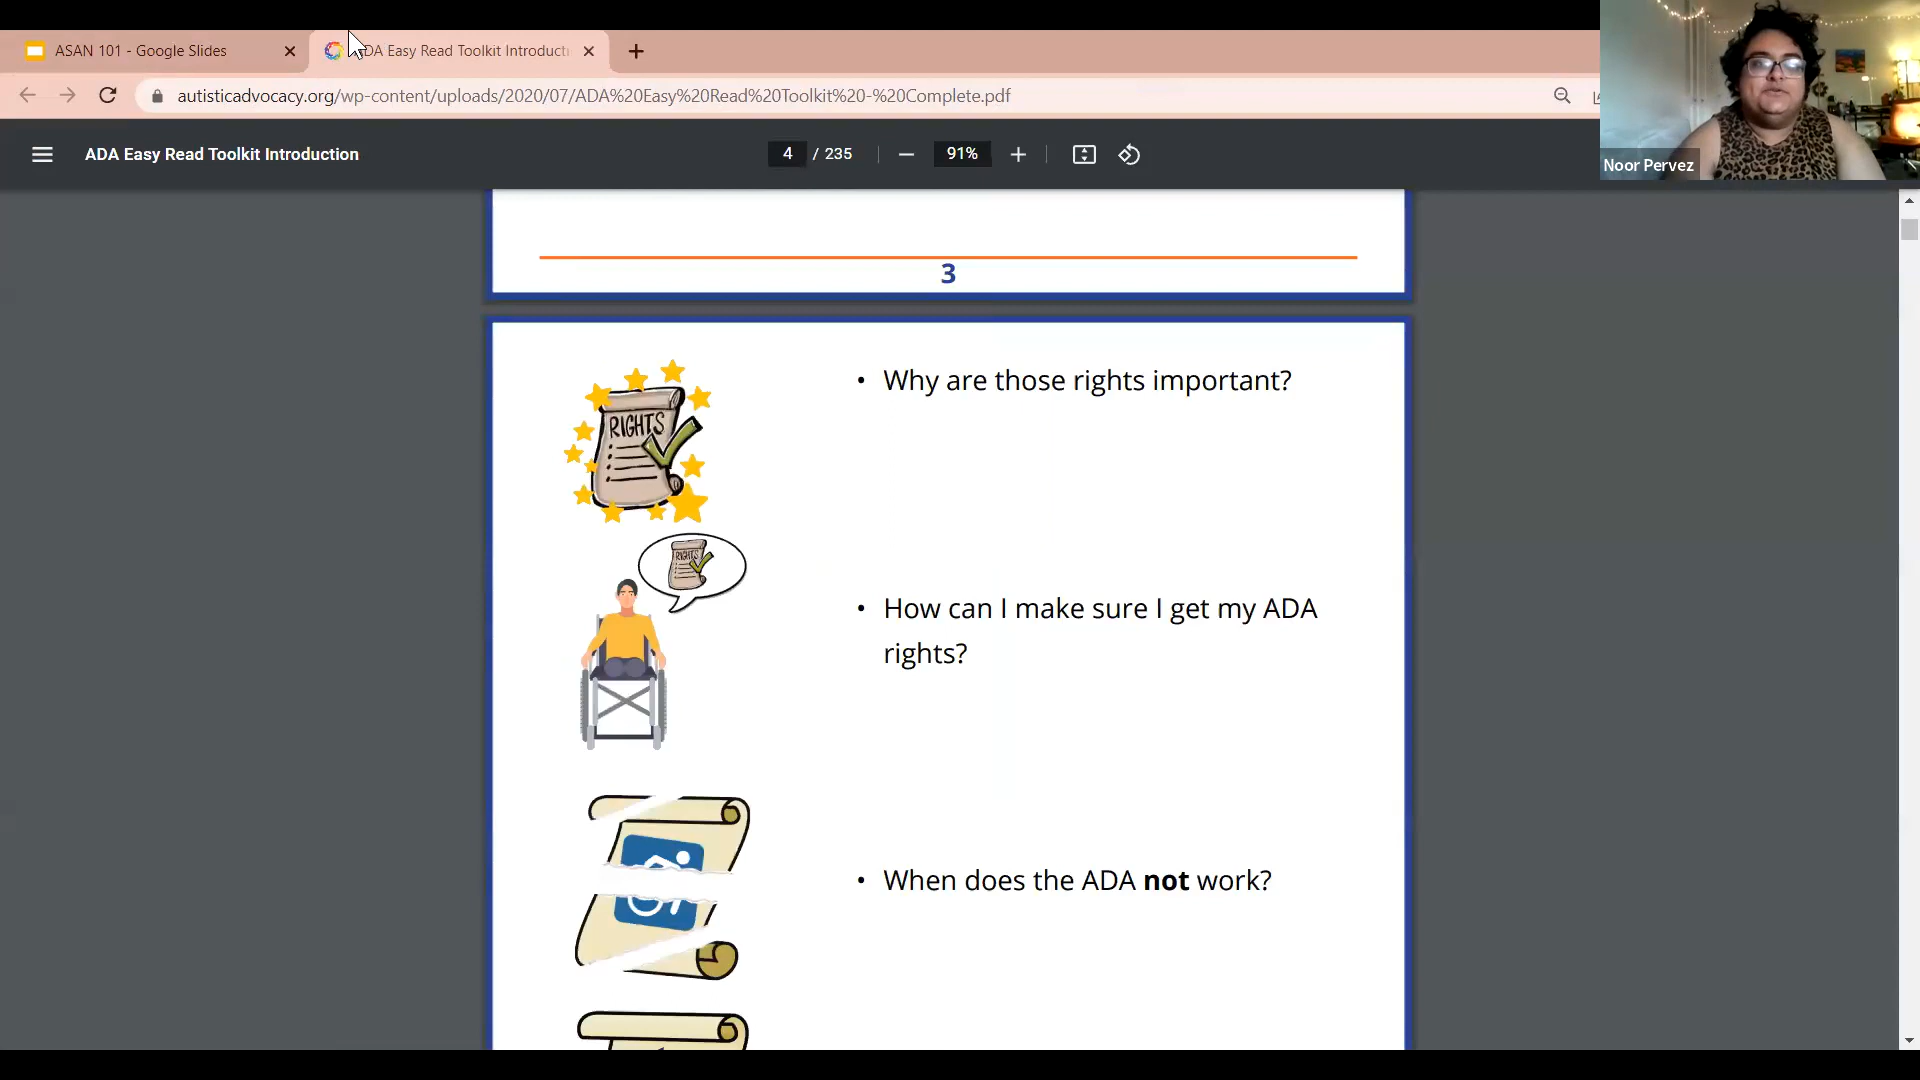 ASAN 101 - Google Slides
DA Easy Read Toolkit Introducti
autisticadvocacy.org/wp-content/uploads/2020/07/ADA%20Easy%20Read%20Toolkit%20-%20Complete.pdf
ADA Easy Read Toolkit Introduction
4 / 235
91%
Noor Pervez
3
RIGHTS
• Why are those rights important?
RIGHTS
• How can I make sure I get my ADA
rights?
• When does the ADA not work?